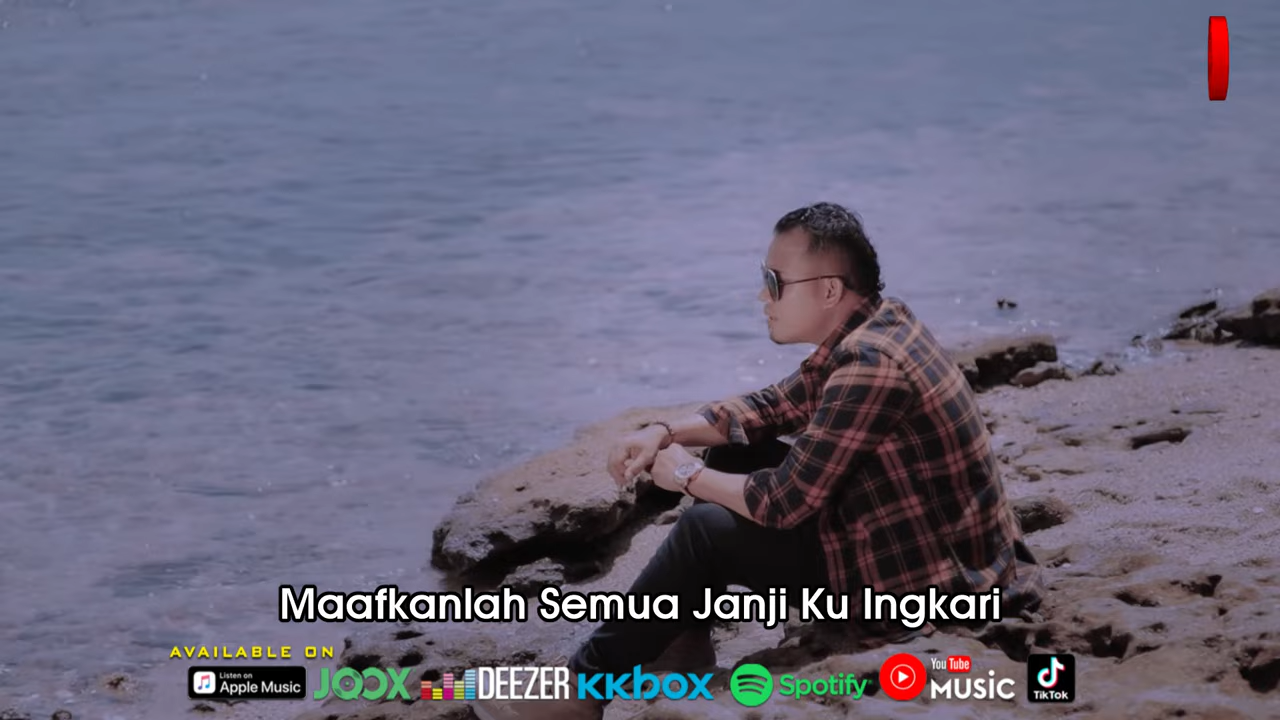 Maafkanlah Semua Janji Ku Ingkari
AVAILABLE ON
Listen on
Apple Music
JOOX
DEEZER
KKBOX
Spotify
YouTube
MUSIC
TikTok